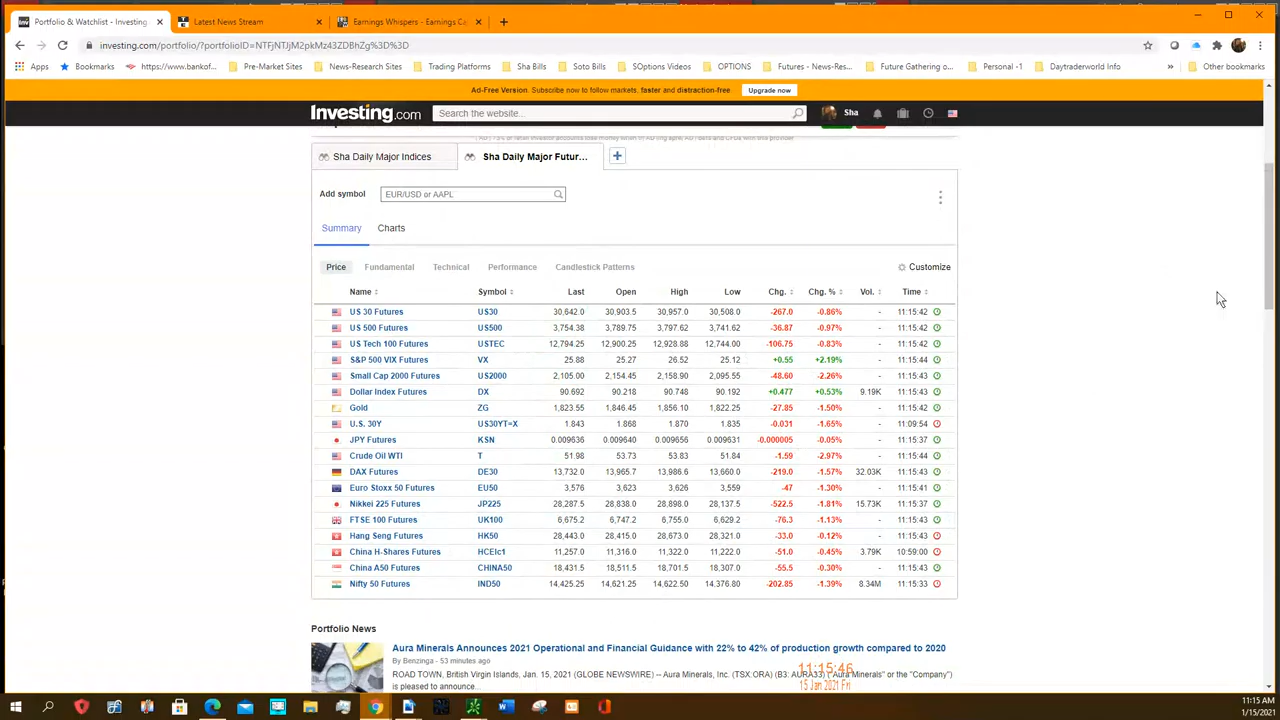 Portfolio & Watchlist - Investing
Latest News Stream
Earnings Whispers - Earnings Ca
investing.com/portfolio/?portfolioID=NTFjNTJjM2pkMz43ZDBhZg%3D%3D
Apps Bookmarks https://www.bankof... Pre-Market Sites News-Research Sites Trading Platforms Sha Bills Soto Bills 5Options Videos OPTIONS Futures - News-Res... Future Gathering o... Personal -1 Daytraderworld Info » Other bookmarks
Ad-Free Version. Subscribe now to follow markets, faster and distraction-free. Upgrade now
Investing.com Search the website... Sha
Sha Daily Major Indices Sha Daily Major Futur... +
Add symbol EUR/USD or AAPL
Summary Charts
Price Fundamental Technical Performance Candlestick Patterns Customize
Name Symbol Last Open High Low Chg. Chg. % Vol. Time
US 30 Futures US30 30,642.0 30,903.5 30,957.0 30,508.0 -267.0 -0.86% - 11:15:42
US 500 Futures US500 3,754.38 3,789.75 3,797.62 3,741.62 -36.87 -0.97% - 11:15:42
US Tech 100 Futures USTEC 12,794.25 12,900.25 12,928.88 12,744.00 -106.75 -0.83% - 11:15:42
S&P 500 VIX Futures VX 25.88 25.27 26.52 25.12 +0.55 +2.19% - 11:15:44
Small Cap 2000 Futures US2000 2,105.00 2,154.45 2,158.90 2,095.55 -48.60 -2.26% - 11:15:43
Dollar Index Futures DX 90.692 90.218 90.748 90.192 +0.477 +0.53% 9.19K 11:15:43
Gold ZG 1,823.55 1,846.45 1,856.10 1,822.25 -27.85 -1.50% - 11:15:42
U.S. 30Y US30YT=X 1.843 1.868 1.870 1.835 -0.031 -1.65% - 11:09:54
JPY Futures KSN 0.009636 0.009640 0.009656 0.009631 -0.000005 -0.05% - 11:15:37
Crude Oil WTI T 51.98 53.73 53.83 51.84 -1.59 -2.97% - 11:15:44
DAX Futures DE30 13,732.0 13,965.7 13,986.6 13,660.0 -219.0 -1.57% 32.03K 11:15:43
Euro Stoxx 50 Futures EU50 3,576 3,623 3,626 3,559 -47 -1.30% - 11:15:41
Nikkei 225 Futures JP225 28,287.5 28,838.0 28,898.0 28,137.5 -522.5 -1.81% 15.73K 11:15:37
FTSE 100 Futures UK100 6,675.2 6,747.2 6,755.0 6,629.2 -76.3 -1.13% - 11:15:43
Hang Seng Futures HK50 28,443.0 28,415.0 28,673.0 28,321.0 -33.0 -0.12% - 11:15:43
China H-Shares Futures HCEIc1 11,257.0 11,316.0 11,322.0 11,222.0 -51.0 -0.45% 3.79K 10:59:00
China A50 Futures CHINA50 18,431.5 18,511.5 18,701.5 18,307.0 -55.5 -0.30% - 11:15:43
Nifty 50 Futures IND50 14,425.25 14,621.25 14,622.50 14,376.80 -202.85 -1.39% 8.34M 11:15:33
Portfolio News
Aura Minerals Announces 2021 Operational and Financial Guidance with 22% to 42% of production growth compared to 2020
By Benzinga - 53 minutes ago
ROAD TOWN, British Virgin Islands, Jan. 15, 2021 (GLOBE NEWSWIRE) -- Aura Minerals, Inc. (TSX:ORA) (B3: AURA33) ("Aura Minerals" or the "Company")
is pleased to announce...
11:15:46
15 Jan 2021 Fri
11:15 AM
1/15/2021